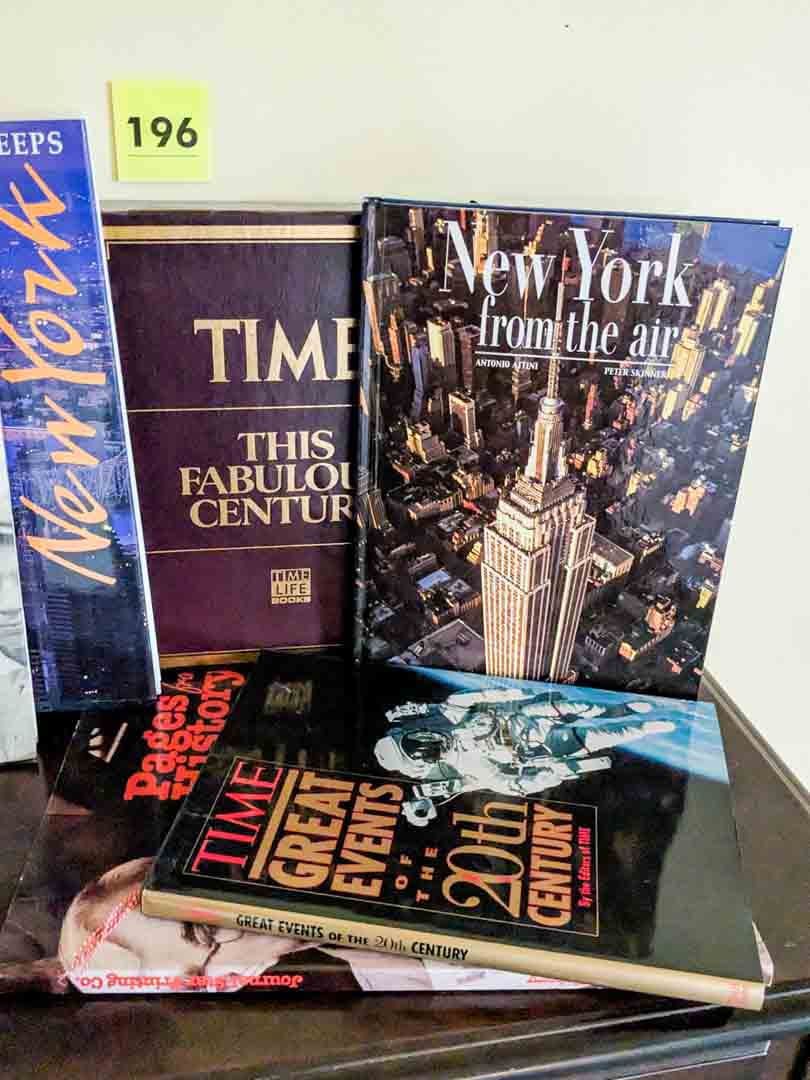 196
EEPS
New York
TIME
THIS
FABULOU
CENTUR
TIME
LIFE
BOOKS
New York
from the air
ANTONIO ATTINI
PETER SKINNER
Pages for
History
TIME
GREAT
EVENTS
OF THE
20th
CENTURY
By the Editors of TIME
GREAT EVENTS OF THE 20th CENTURY
Journal Star Printing Co.